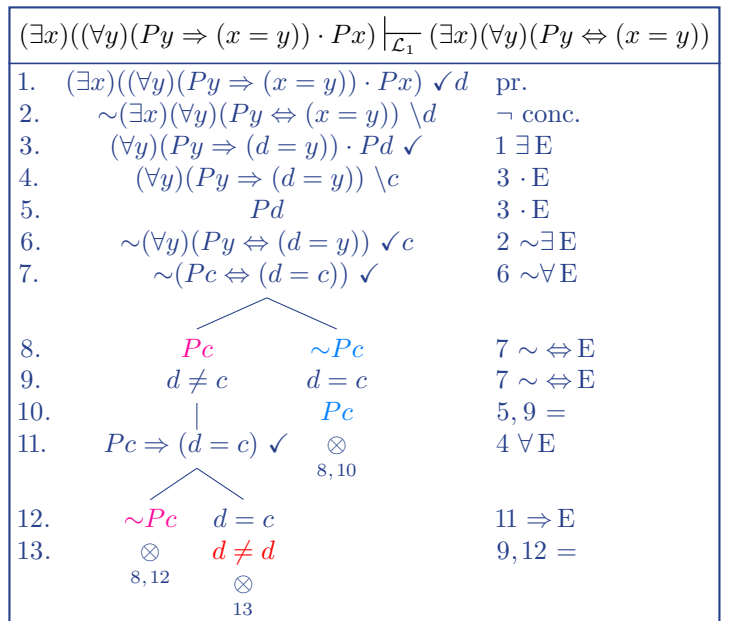 (∃x)((∀y)(Py ⇒ (x = y)) · Px) ⊢ℒ₁ (∃x)(∀y)(Py ⇔ (x = y))
1. (∃x)((∀y)(Py ⇒ (x = y)) · Px) ✓d pr.
2. ~(∃x)(∀y)(Py ⇔ (x = y)) \d ¬ conc.
3. (∀y)(Py ⇒ (d = y)) · Pd ✓ 1 ∃E
4. (∀y)(Py ⇒ (d = y)) \c 3 ·E
5. Pd 3 ·E
6. ~(∀y)(Py ⇔ (d = y)) ✓c 2 ~∃E
7. ~(Pc ⇔ (d = c)) ✓ 6 ~∀E
8. Pc ~Pc 7 ~⇔E
9. d ≠ c d = c 7 ~⇔E
10. | Pc 5, 9 =
11. Pc ⇒ (d = c) ✓ ⊗ 4 ∀E
8, 10
12. ~Pc d = c 11 ⇒E
13. ⊗ d ≠ d 9, 12 =
8, 12 ⊗
13